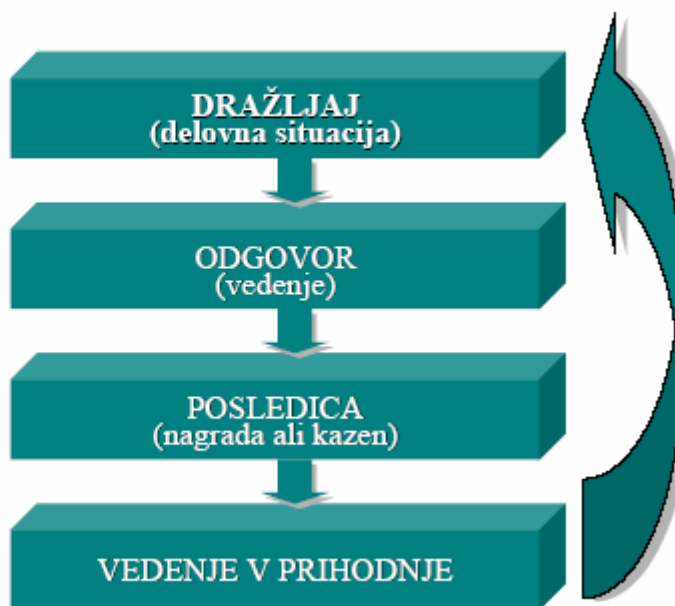 DRAŽLJAJ
(delovna situacija)
ODGOVOR
(vedenje)
POSLEDICA
(nagrada ali kazen)
VEDENJE V PRIHODNJE